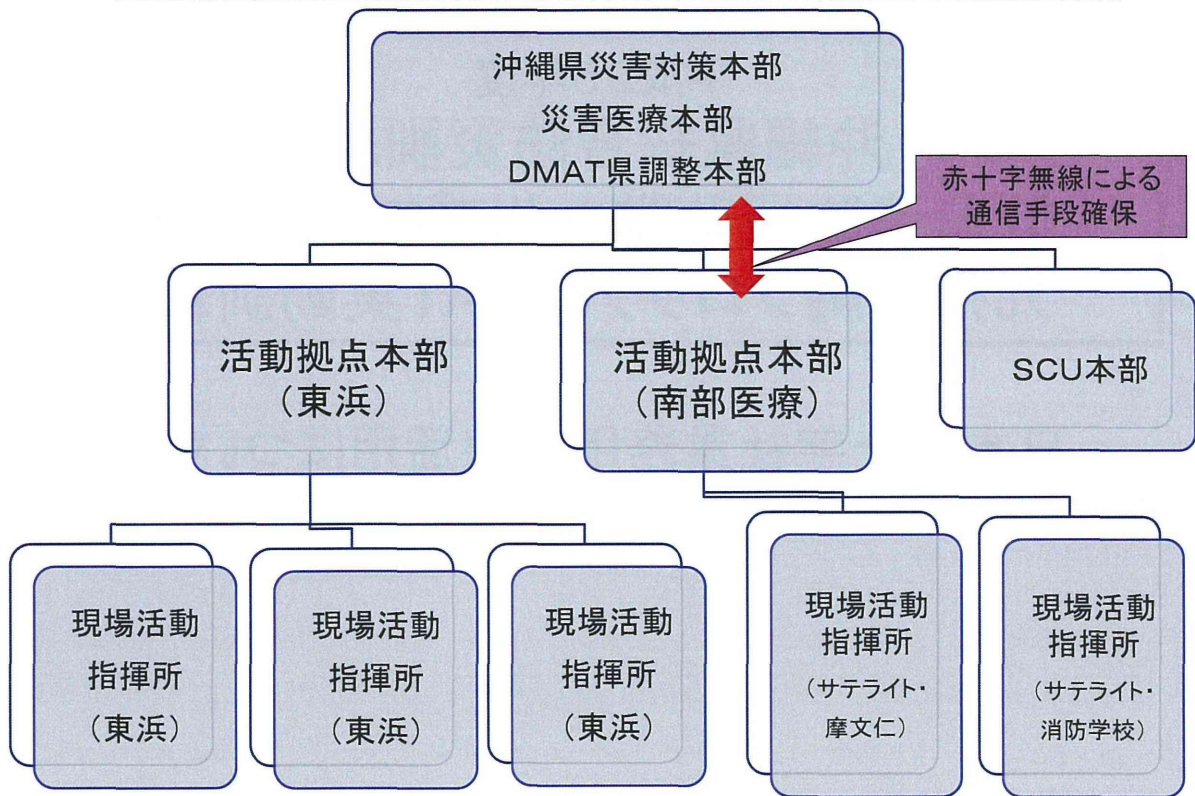 沖縄県災害対策本部
災害医療本部
DMAT県調整本部
赤十字無線による
通信手段確保
活動拠点本部
（東浜）
活動拠点本部
（南部医療）
SCU本部
現場活動
指揮所
（東浜）
現場活動
指揮所
（東浜）
現場活動
指揮所
（東浜）
現場活動
指揮所
（サテライト・
摩文仁）
現場活動
指揮所
（サテライト・
消防学校）